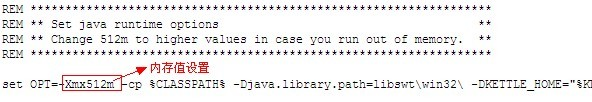 REM ******************************************************************
REM ** Set java runtime options                                     **
REM ** Change 512m to higher values in case you run out of memory.  **
REM ******************************************************************
内存值设置
set OPT=-Xmx512m -cp %CLASSPATH% -Djava.library.path=libswt\win32\ -DKETTLE_HOME="%K